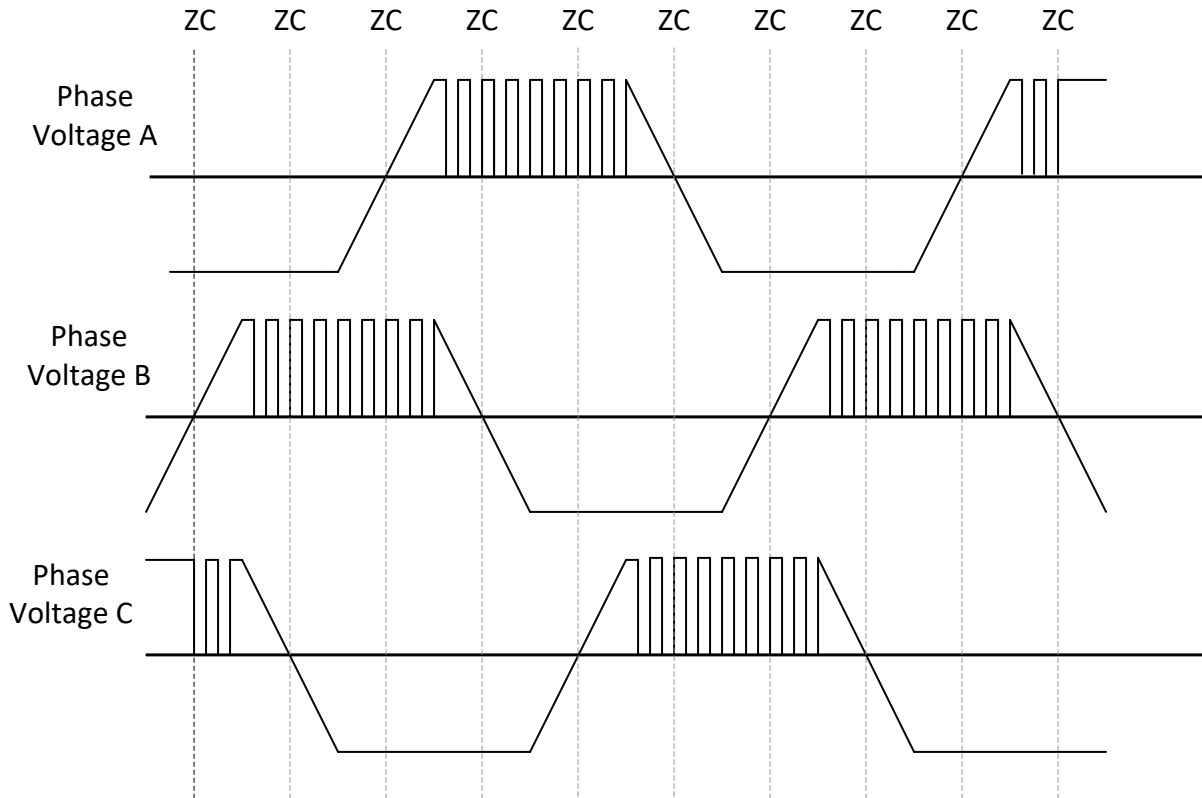 ZC ZC ZC ZC ZC ZC ZC ZC ZC ZC
Phase
Voltage A
Phase
Voltage B
Phase
Voltage C